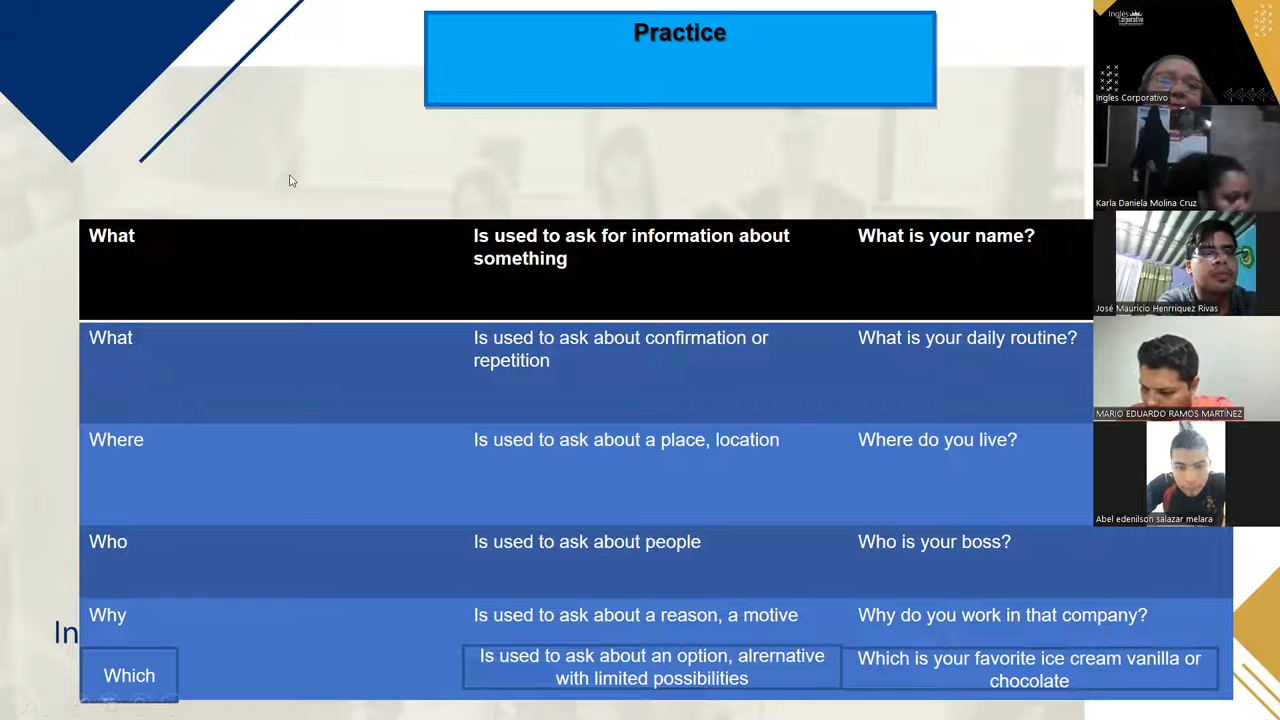 Practice
Inglés
Corporativo
Ingles Corporativo
Karla Daniela Molina Cruz
José Mauricio Henrriquez Rivas
MARIO EDUARDO RAMOS MARTÍNEZ
Abel edenilson salazar melara
What
Is used to ask for information about
something
What is your name?
What
Is used to ask about confirmation or
repetition
What is your daily routine?
Where
Is used to ask about a place, location
Where do you live?
Who
Is used to ask about people
Who is your boss?
Why
Is used to ask about a reason, a motive
Why do you work in that company?
In
Which
Is used to ask about an option, alrernative
with limited possibilities
Which is your favorite ice cream vanilla or
chocolate